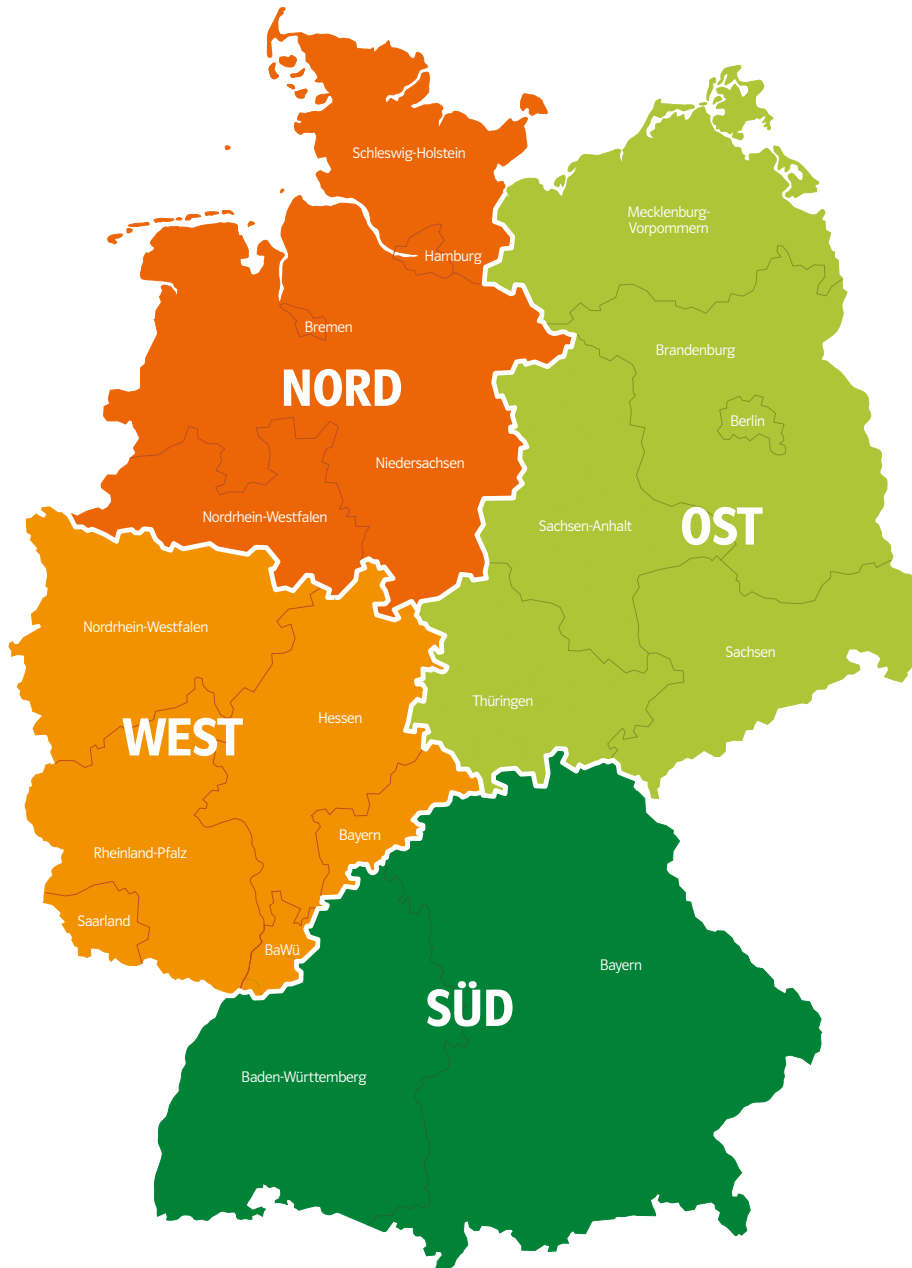 Schleswig-Holstein
Mecklenburg-
Vorpommern
Hamburg
Bremen
Brandenburg
NORD
Berlin
Niedersachsen
Nordrhein-Westfalen
Sachsen-Anhalt
OST
Nordrhein-Westfalen
Sachsen
Thüringen
Hessen
WEST
Bayern
Rheinland-Pfalz
Saarland
BaWü
Bayern
SÜD
Baden-Württemberg